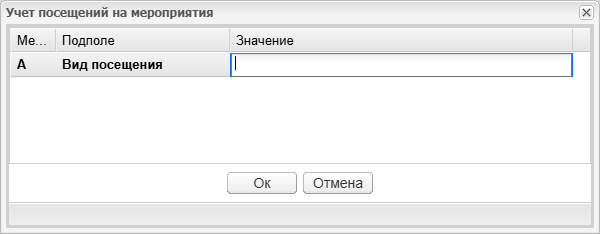 Учет посещений на мероприятия
Ме... Подполе Значение
А Вид посещения
Ок Отмена